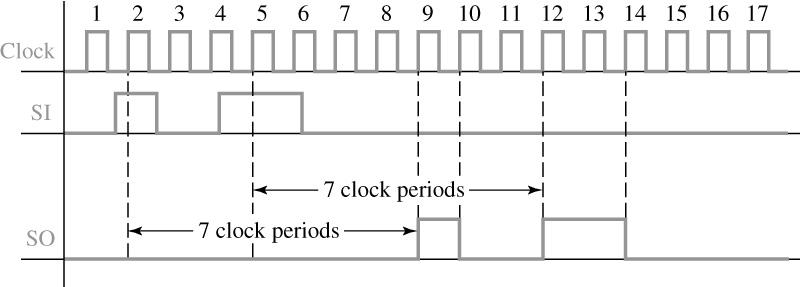 1 2 3 4 5 6 7 8 9 10 11 12 13 14 15 16 17
Clock
SI
7 clock periods
7 clock periods
SO